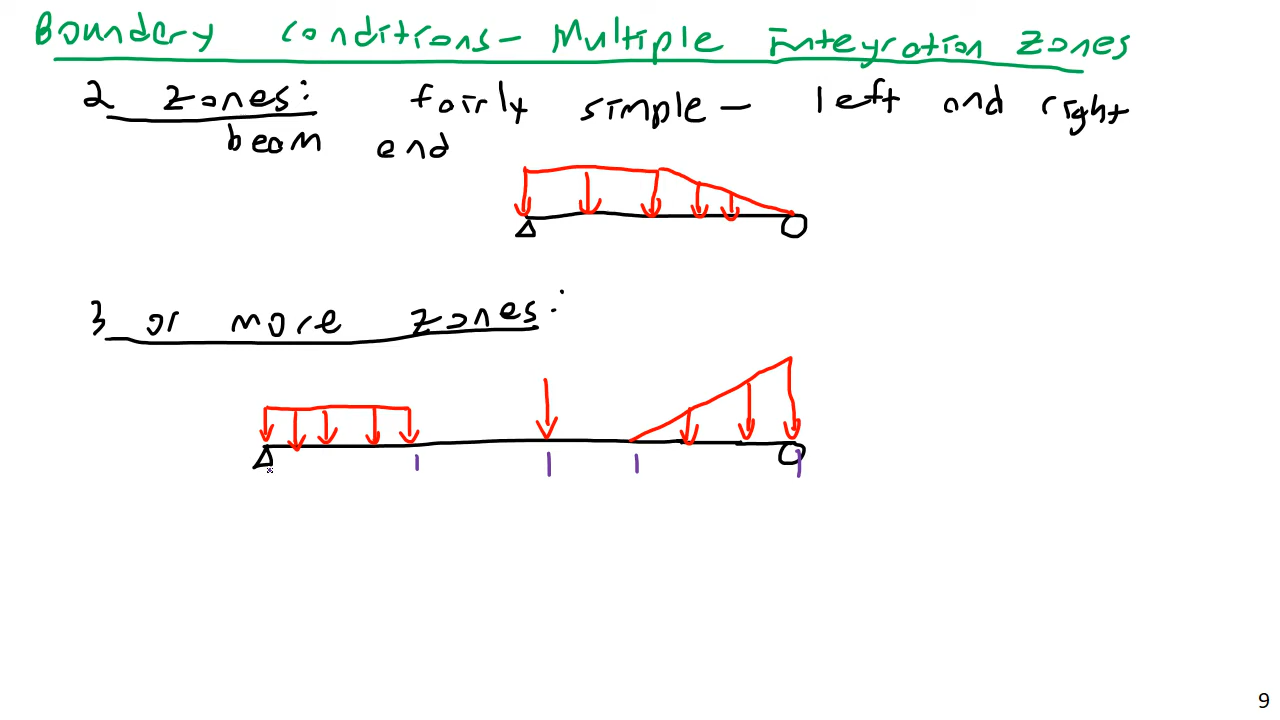 Boundary conditions - Multiple Integration Zones
2 zones: fairly simple - left and right
beam end
3 or more zones:
9